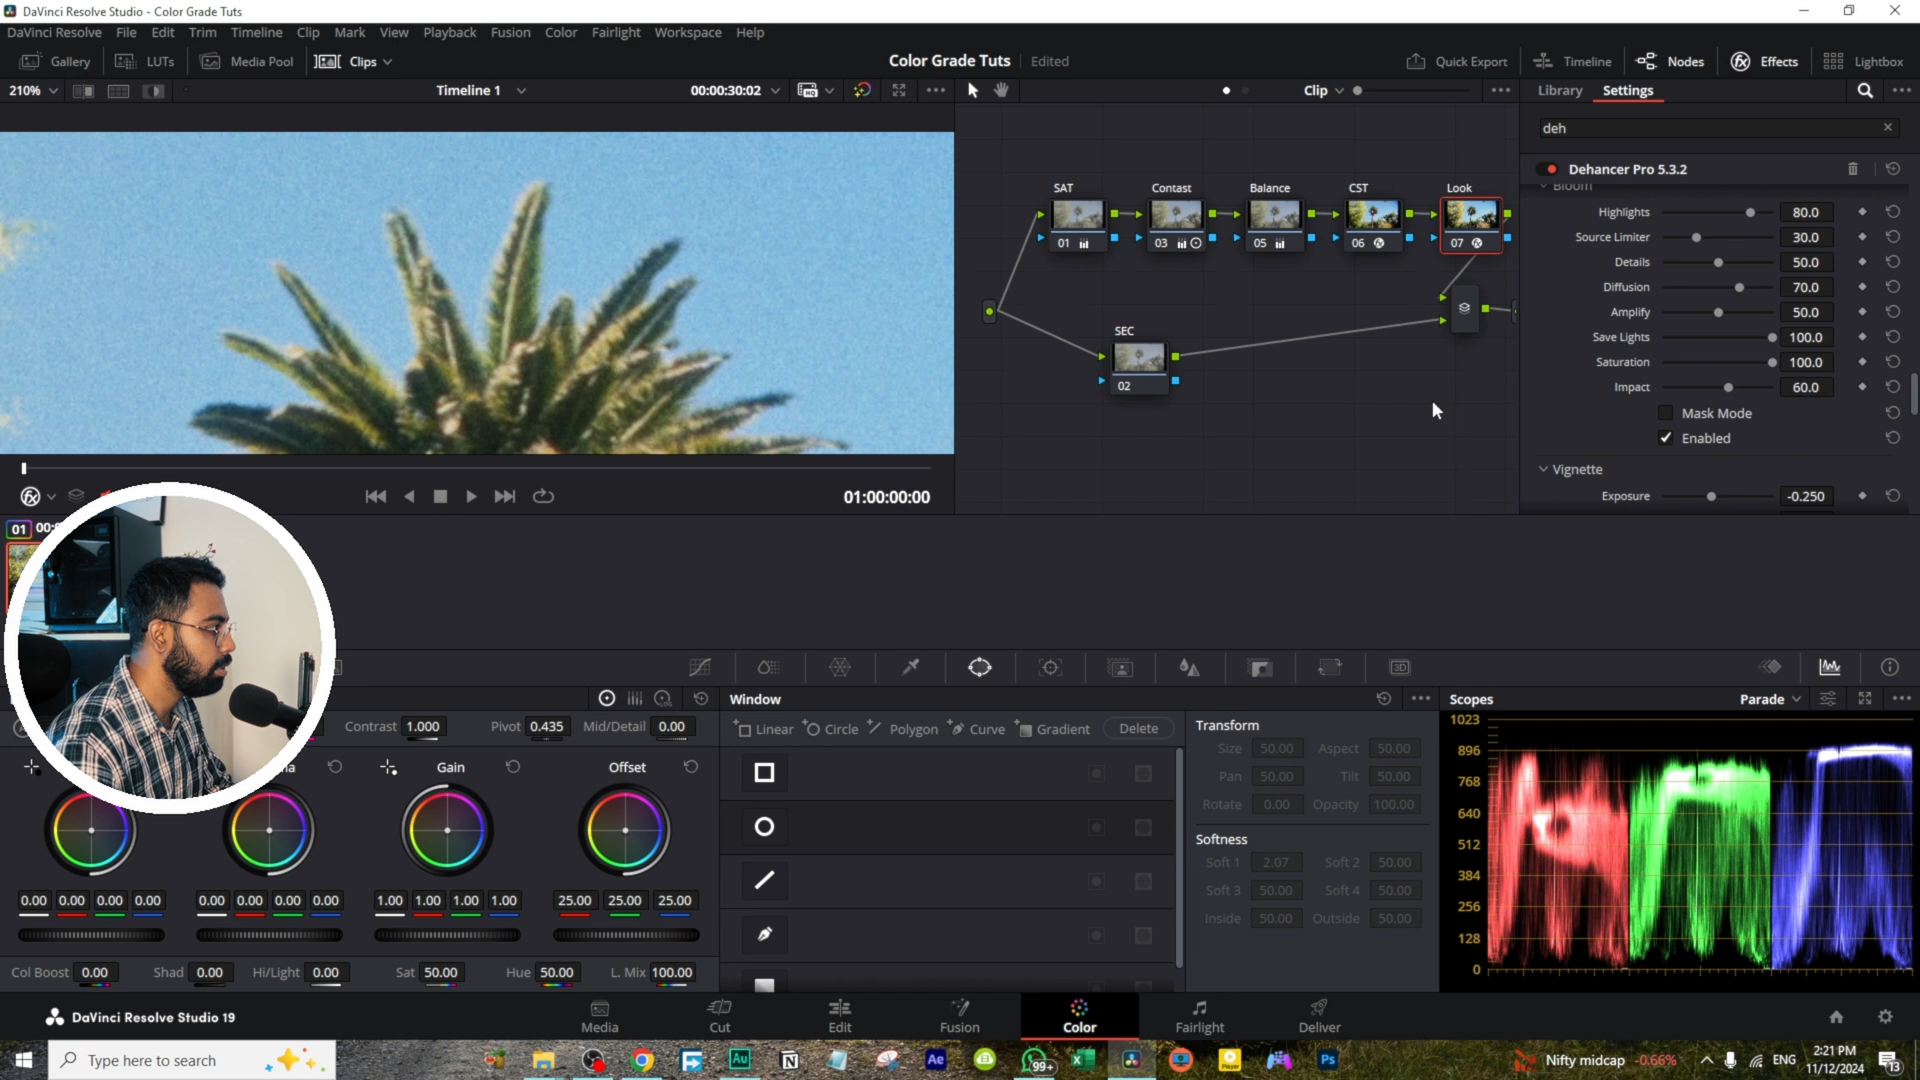 DaVinci Resolve Studio - Color Grade Tuts
DaVinci Resolve File Edit Trim Timeline Clip Mark View Playback Fusion Color Fairlight Workspace Help
Gallery LUTs Media Pool Clips Color Grade Tuts Edited Quick Export Timeline Nodes Effects Lightbox
210% Timeline 1 00:00:30:02 Clip Library Settings
deh
Dehancer Pro 5.3.2
Bloom
Highlights 80.0
Source Limiter 30.0
Details 50.0
Diffusion 70.0
Amplify 50.0
Save Lights 100.0
Saturation 100.0
Impact 60.0
Mask Mode
Enabled
Vignette
Exposure -0.250
SAT Contast Balance CST Look
01 03 05 06 07
SEC
02
01:00:00:00
01
Window
Scopes Parade
Contrast 1.000 Pivot 0.435 Mid/Detail 0.00
Linear Circle Polygon Curve Gradient Delete
Transform
Size 50.00 Aspect 50.00
Pan 50.00 Tilt 50.00
Rotate 0.00 Opacity 100.00
Softness
Soft 1 2.07 Soft 2 50.00
Soft 3 50.00 Soft 4 50.00
Inside 50.00 Outside 50.00
Gain Offset
0.00 0.00 0.00 0.00 0.00 0.00 0.00 0.00 1.00 1.00 1.00 1.00 25.00 25.00 25.00
Col Boost 0.00 Shad 0.00 Hi/Light 0.00 Sat 50.00 Hue 50.00 L. Mix 100.00
1023
896
768
640
512
384
256
128
0
DaVinci Resolve Studio 19
Media Cut Edit Fusion Color Fairlight Deliver
Type here to search
99+
Nifty midcap -0.66% ENG 2:21 PM
11/12/2024
13